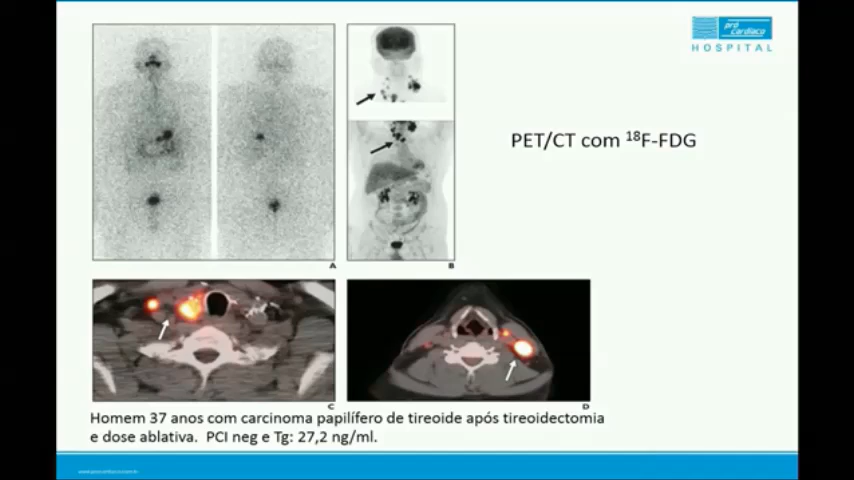 pró
cardíaco
HOSPITAL
PET/CT com ¹⁸F-FDG
A
B
C
D
Homem 37 anos com carcinoma papilífero de tireoide após tireoidectomia
e dose ablativa. PCI neg e Tg: 27,2 ng/ml.